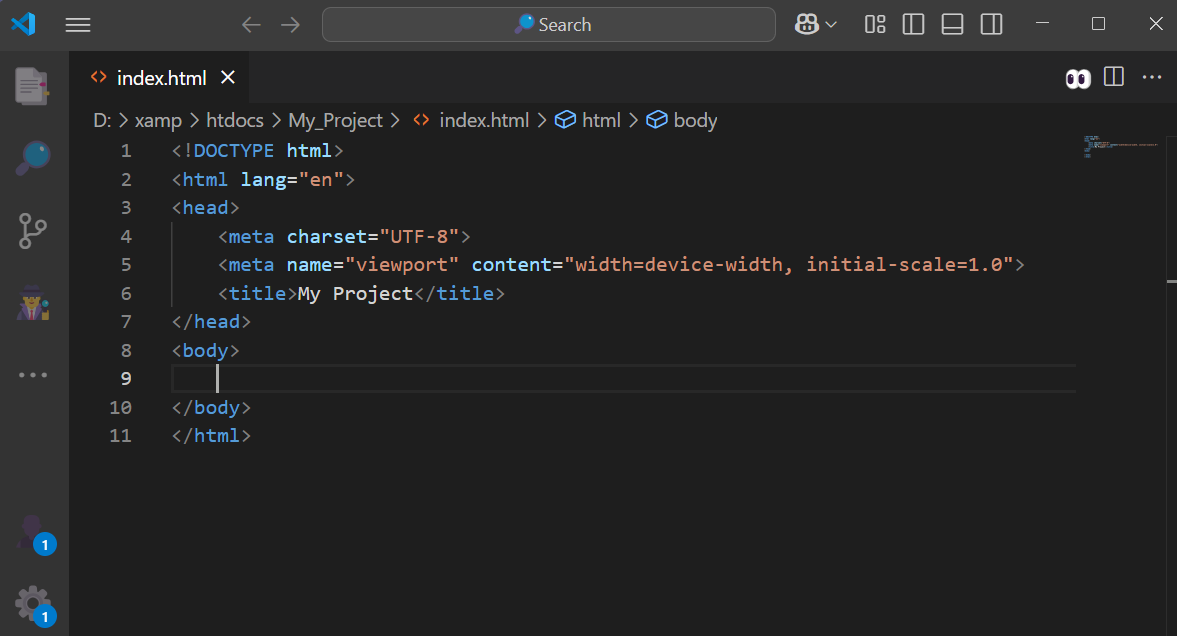 Search
index.html
D: > xamp > htdocs > My_Project > index.html > html > body
1 <!DOCTYPE html>
2 <html lang="en">
3 <head>
4     <meta charset="UTF-8">
5     <meta name="viewport" content="width=device-width, initial-scale=1.0">
6     <title>My Project</title>
7 </head>
8 <body>
9
10 </body>
11 </html>
1
1